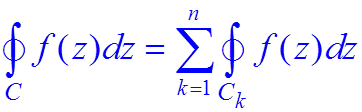 ∮_C f(z)dz = ∑_{k=1}^{n} ∮_{C_k} f(z)dz